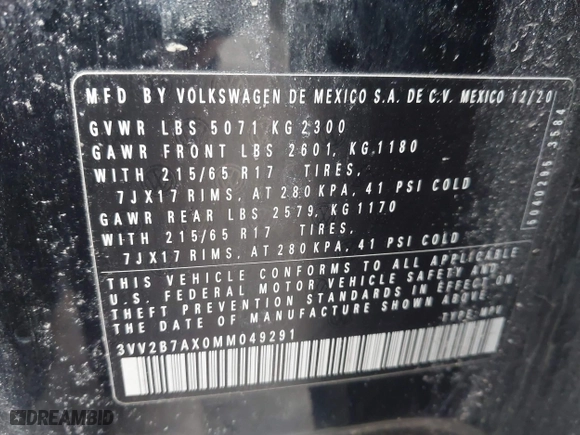 MFD BY VOLKSWAGEN DE MEXICO S.A. DE C.V. MEXICO 12/20
GVWR LBS 5071 KG 2300
GAWR FRONT LBS 2601, KG 1180
WITH 215/65 R17 TIRES,
7JX17 RIMS, AT 280 KPA, 41 PSI COLD
GAWR REAR LBS 2579, KG 1170
WITH 215/65 R17 TIRES,
7JX17 RIMS, AT 280 KPA, 41 PSI COLD
THIS VEHICLE CONFORMS TO ALL APPLICABLE
U.S. FEDERAL MOTOR VEHICLE SAFETY AND
THEFT PREVENTION STANDARDS IN EFFECT ON
THE DATE OF MANUFACTURE SHOWN ABOVE.
3VV2B7AX0MM049291
TYPE: MPV
DREAMBID